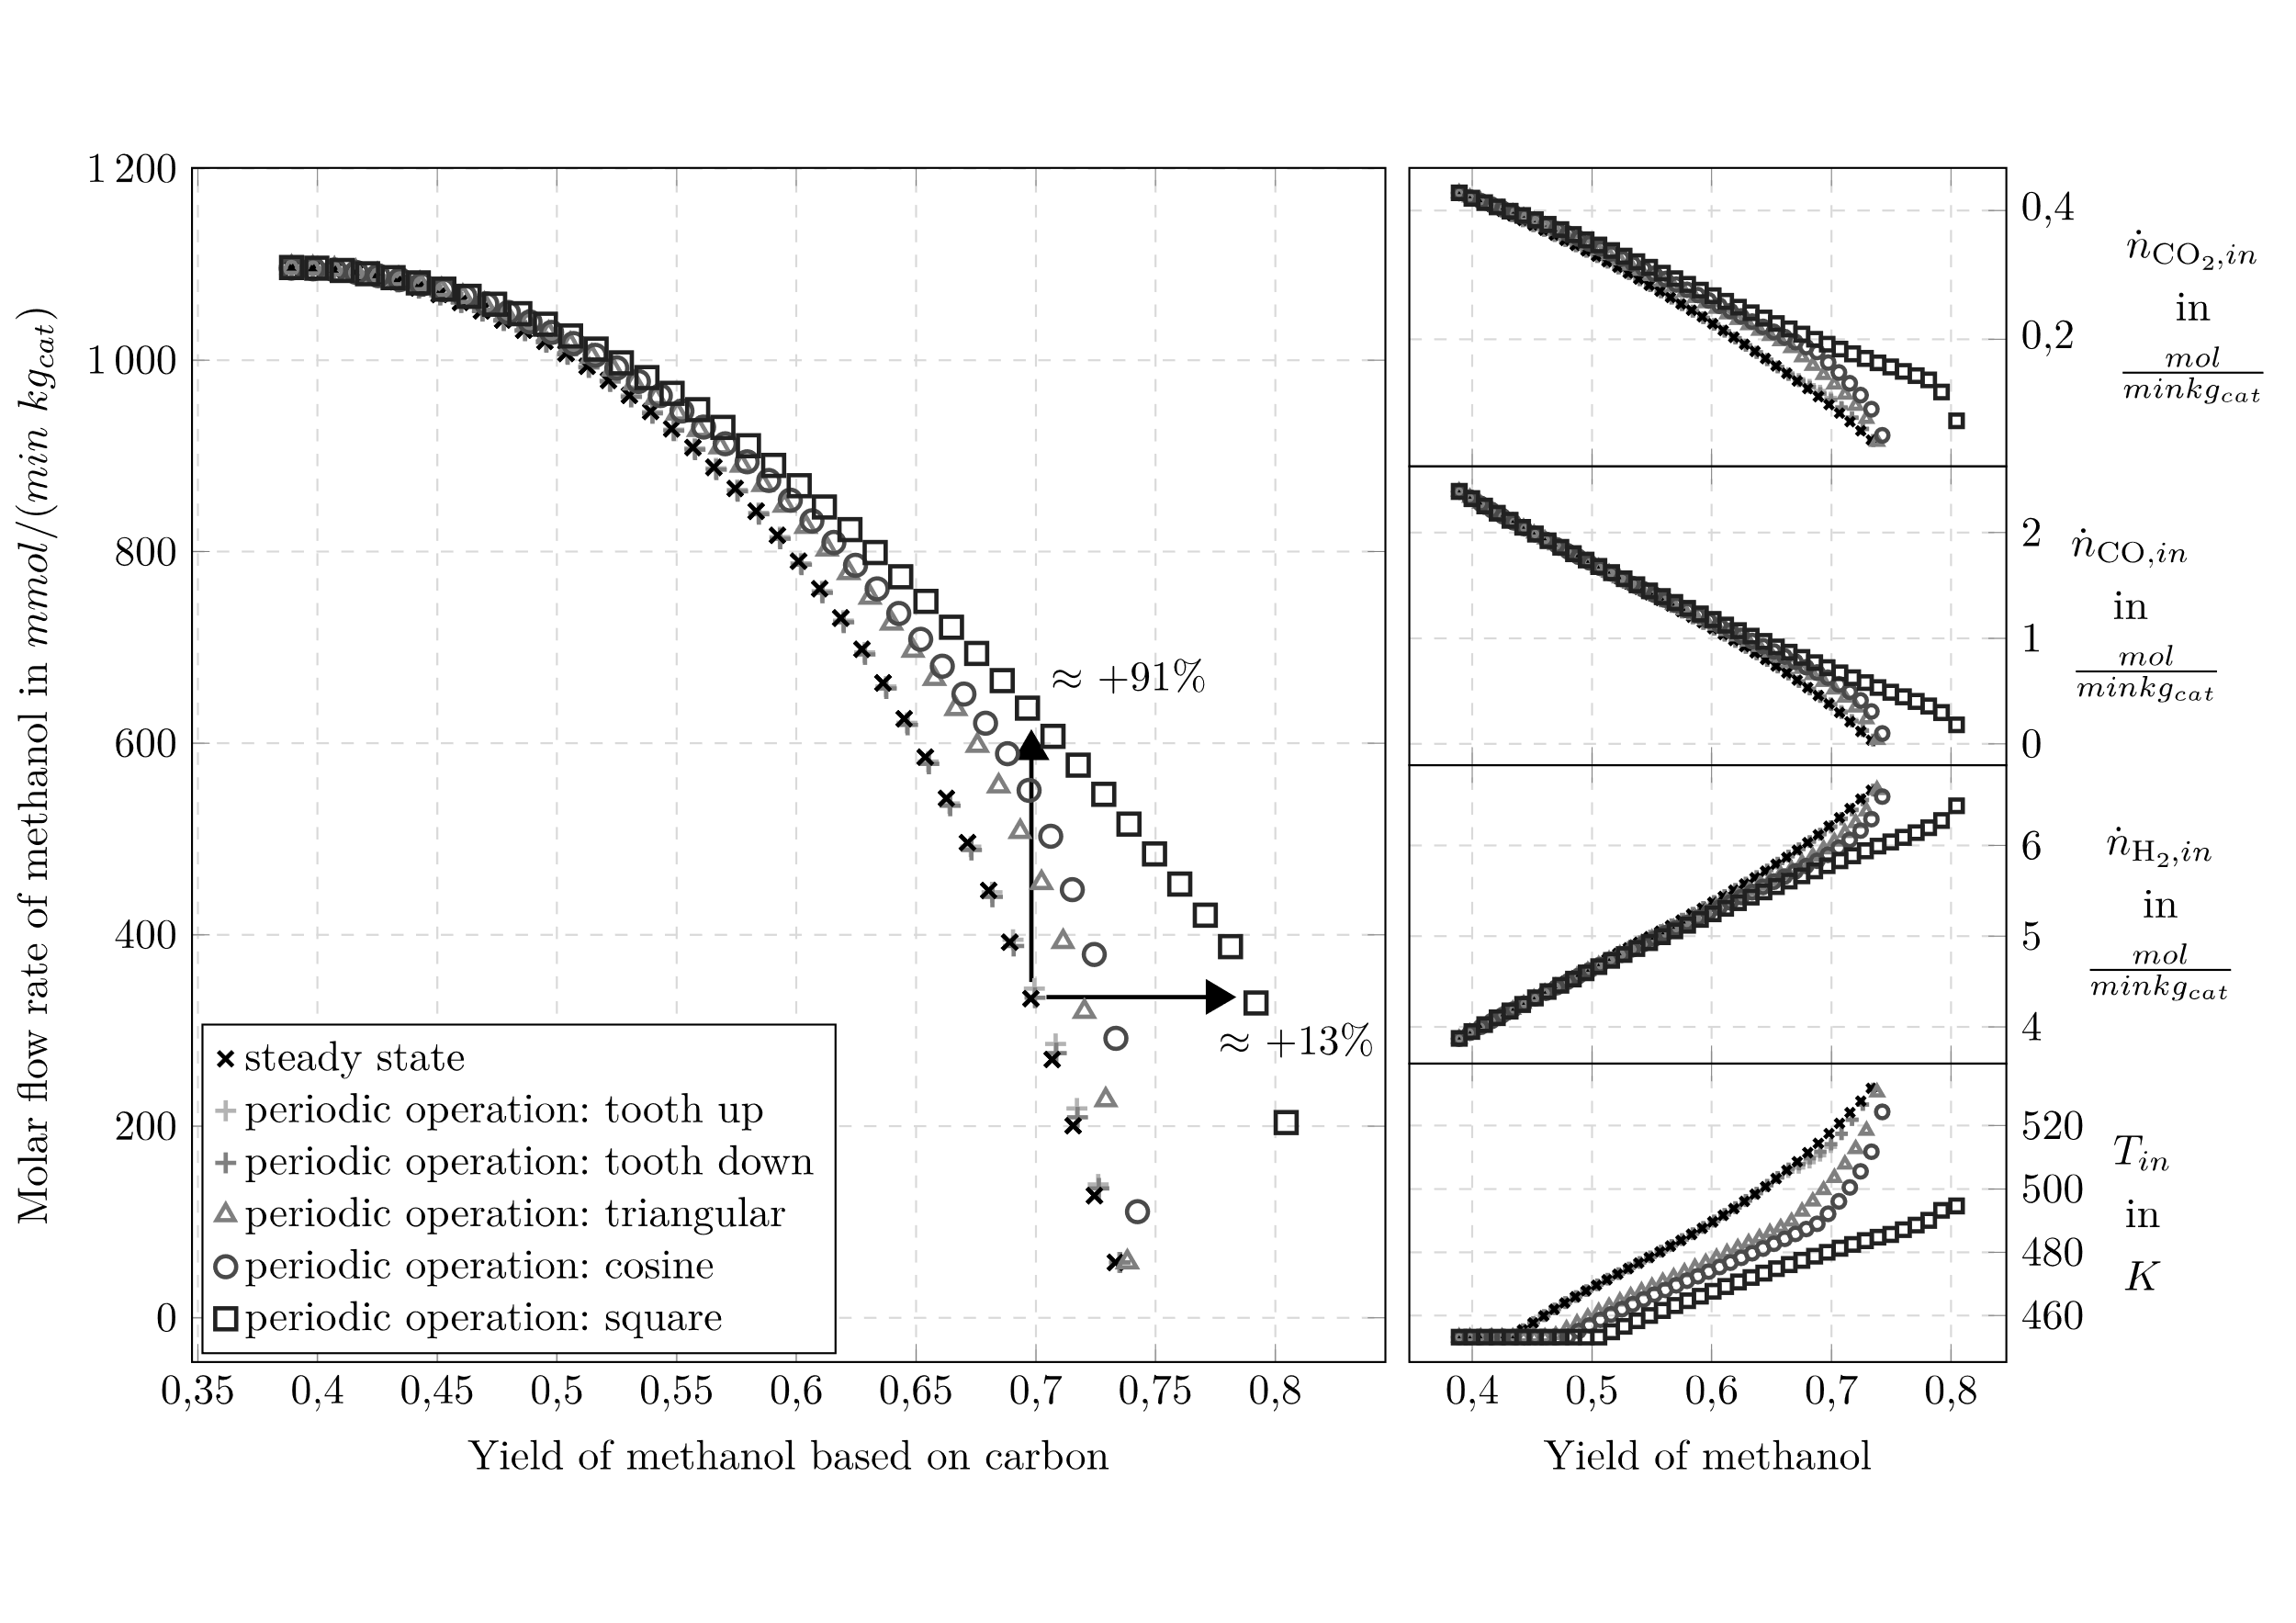 Molar flow rate of methanol in mmol/(min kg_cat)
1 200
1 000
800
600
400
200
0
≈ +91%
≈ +13%
steady state
periodic operation: tooth up
periodic operation: tooth down
periodic operation: triangular
periodic operation: cosine
periodic operation: square
0,35 0,4 0,45 0,5 0,55 0,6 0,65 0,7 0,75 0,8
Yield of methanol based on carbon
0,4
0,2
ṅ_CO₂,in
in
mol
minkg_cat
2
1
0
ṅ_CO,in
in
mol
minkg_cat
6
5
4
ṅ_H₂,in
in
mol
minkg_cat
520
500
480
460
T_in
in
K
0,4 0,5 0,6 0,7 0,8
Yield of methanol